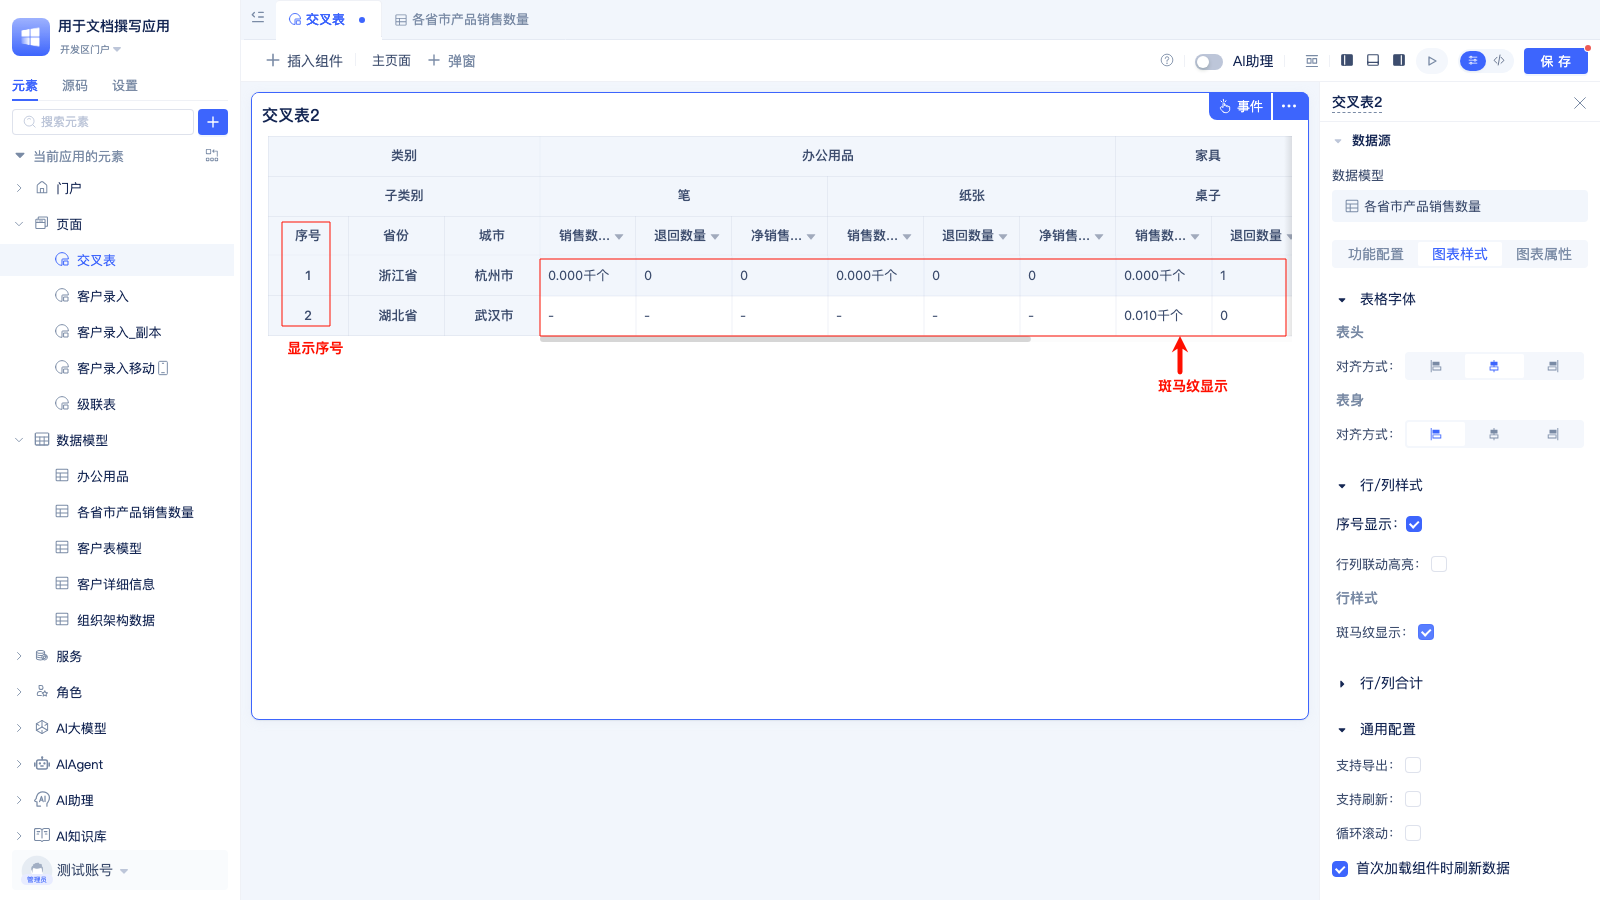 用于文档撰写应用
开发区门户
元素 源码 设置
搜索元素
当前应用的元素
门户
页面
交叉表
客户录入
客户录入_副本
客户录入移动
级联表
数据模型
办公用品
各省市产品销售数量
客户表模型
客户详细信息
组织架构数据
服务
角色
AI大模型
AIAgent
AI助理
AI知识库
测试账号
管理员
交叉表 各省市产品销售数量
插入组件 主页面 弹窗
AI助理
保 存
交叉表2
事件
类别 办公用品 家具
子类别 笔 纸张 桌子
序号 省份 城市 销售数... 退回数量 净销售... 销售数... 退回数量 净销售... 销售数... 退回数量
1 浙江省 杭州市 0.000千个 0 0 0.000千个 0 0 0.000千个 1
2 湖北省 武汉市 - - - - - - 0.010千个 0
显示序号
斑马纹显示
交叉表2
数据源
数据模型
各省市产品销售数量
功能配置 图表样式 图表属性
表格字体
表头
对齐方式:
表身
对齐方式:
行/列样式
序号显示:
行列联动高亮:
行样式
斑马纹显示:
行/列合计
通用配置
支持导出:
支持刷新:
循环滚动:
首次加载组件时刷新数据